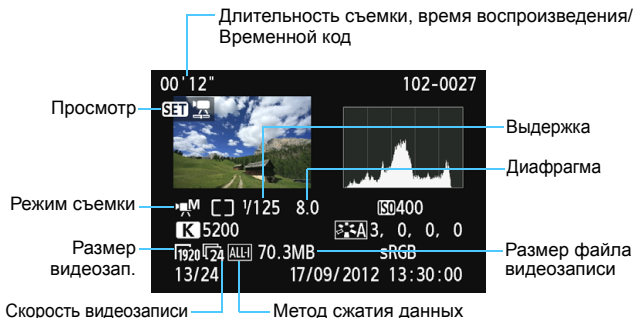 Длительность съемки, время воспроизведения/
Временной код
00'12" 102-0027
Просмотр
SET
Выдержка
Диафрагма
Режим съемки
M 1/125 8.0 ISO 400
K 5200 A 3, 0, 0, 0
Размер
видеозап.
1920 24 ALL-I 70.3MB sRGB
Размер файла
видеозаписи
13/24 17/09/2012 13:30:00
Скорость видеозаписи
Метод сжатия данных